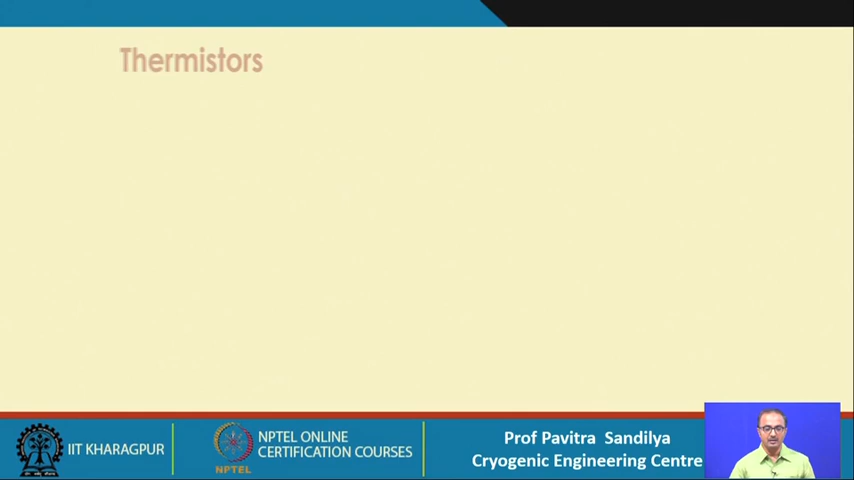 Thermistors
IIT KHARAGPUR
NPTEL
NPTEL ONLINE
CERTIFICATION COURSES
Prof Pavitra Sandilya
Cryogenic Engineering Centre